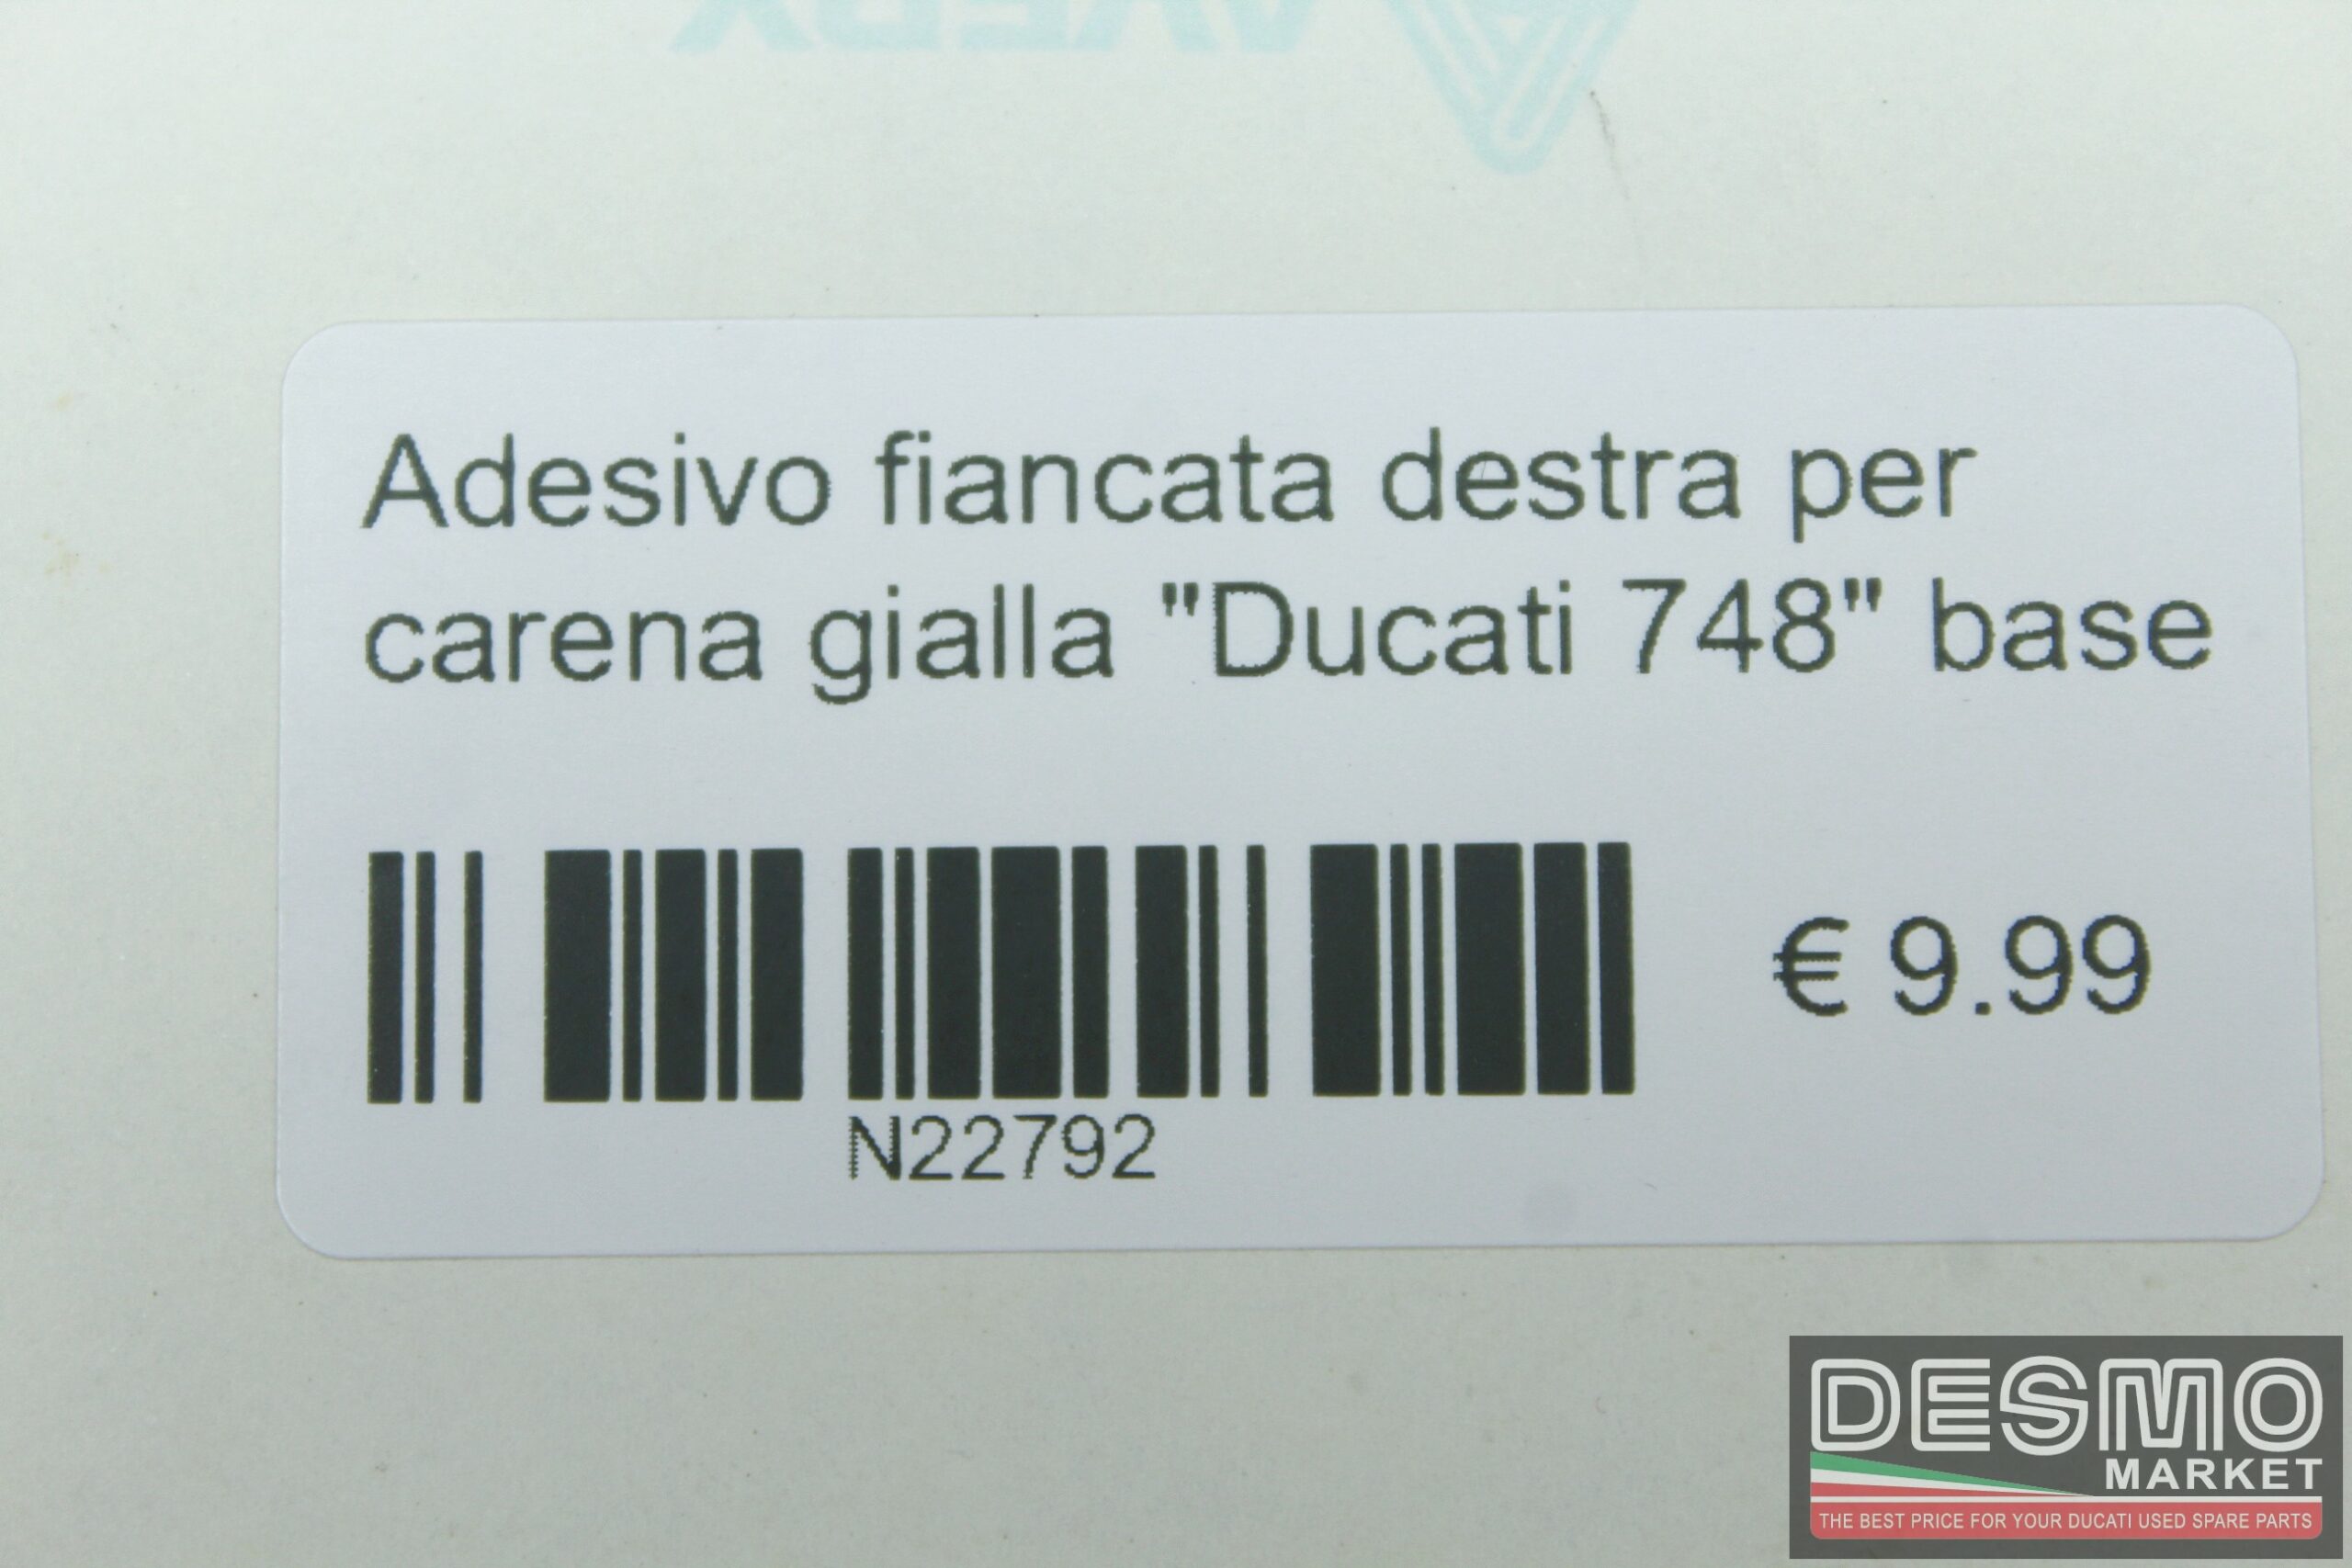 AVERY
Adesivo fiancata destra per
carena gialla "Ducati 748" base
€ 9.99
N22792
DESMO
MARKET
THE BEST PRICE FOR YOUR DUCATI USED SPARE PARTS